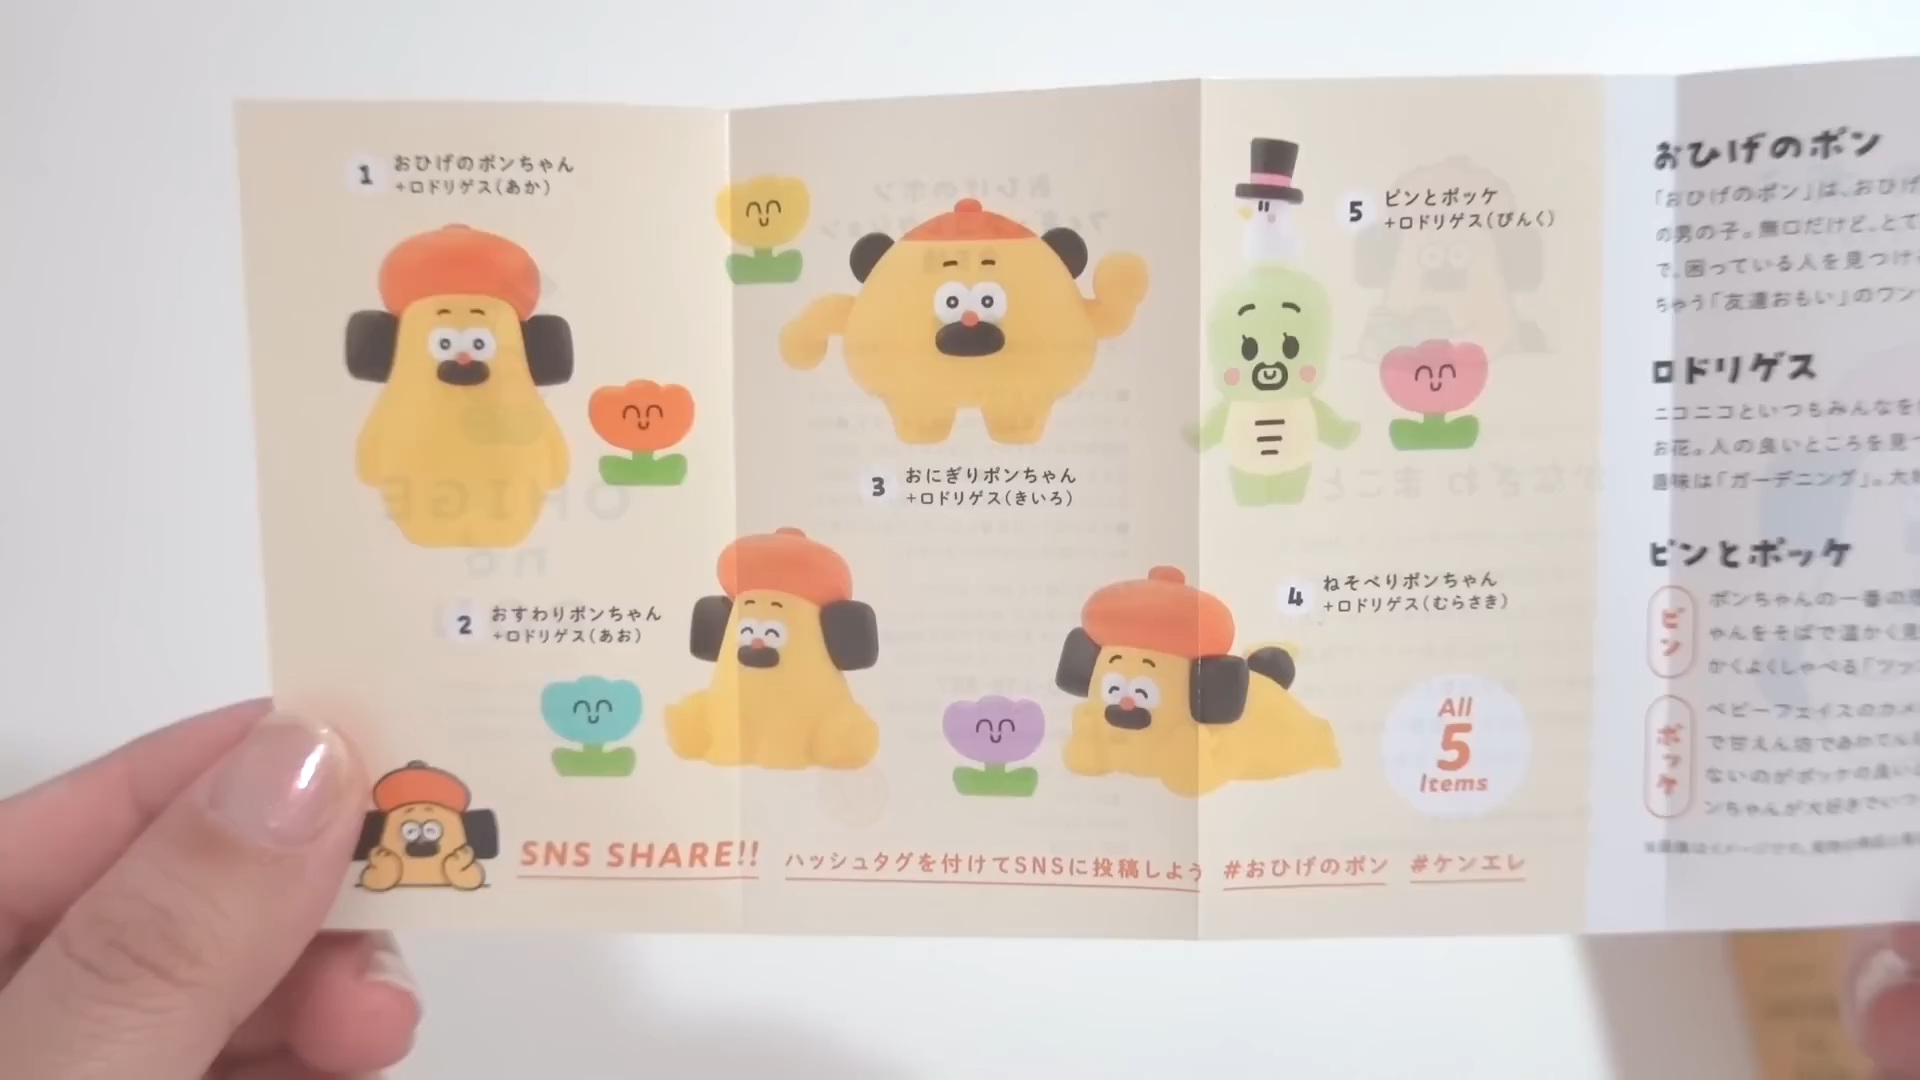 1
おひげのポンちゃん
+ロドリゲス(あか)
2
おすわりポンちゃん
+ロドリゲス(あお)
3
おにぎりポンちゃん
+ロドリゲス(きいろ)
5
ピンとポッケ
+ロドリゲス(ぴんく)
4
ねそべりポンちゃん
+ロドリゲス(むらさき)
All
5
Items
SNS SHARE!! ハッシュタグを付けてSNSに投稿しよう #おひげのポン #ケンエレ
おひげのポン
「おひげのポン」は、おひげ
の男の子。無口だけど、とて
で、困っている人を見つけ
ちゃう「友達おもい」のワン
ロドリゲス
ニコニコといつもみんなを
お花。人の良いところを見
趣味は「ガーデニング」。大
ピンとポッケ
ピン
ポンちゃんの一番の
ゃんをそばで温かく見
かくよくしゃべる「ツッ
ポッケ
ベビーフェイスのカメ
で甘えん坊であわてん
ないのがポッケの良い
ンちゃんが大好きでいつ